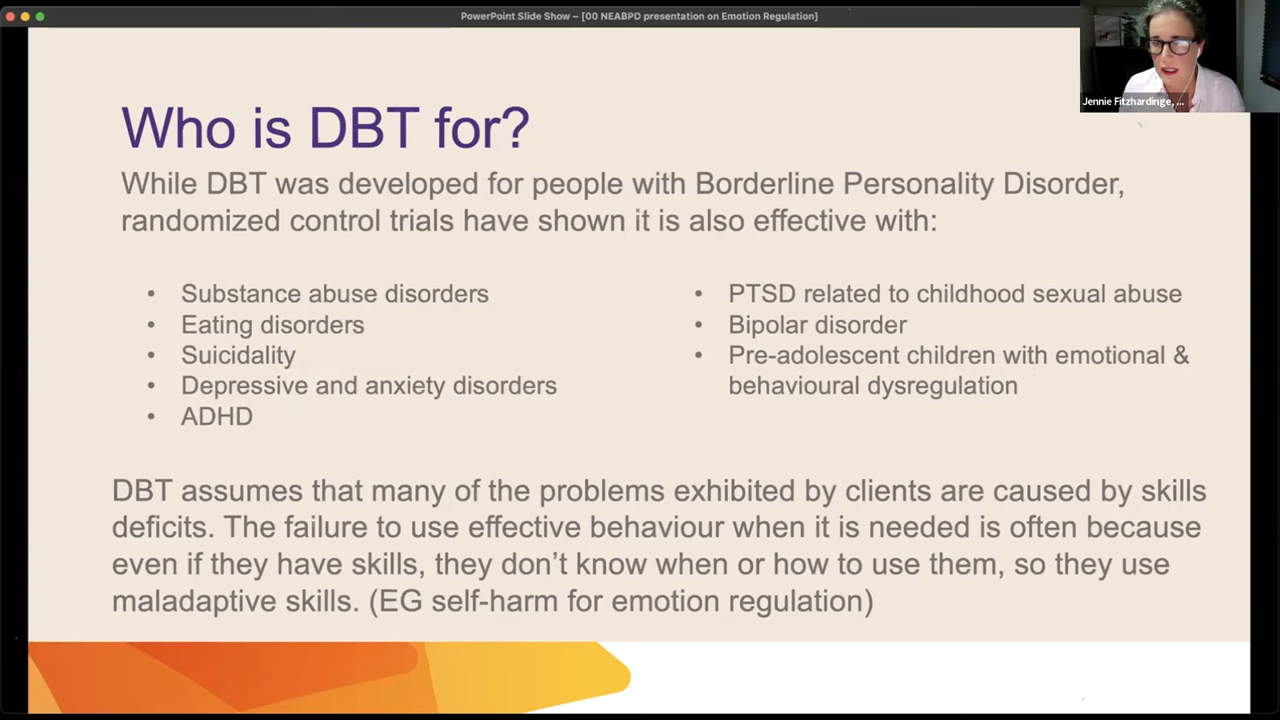 PowerPoint Slide Show – [00 NEABPD presentation on Emotion Regulation]
Jennie Fitzhardinge, ...
Who is DBT for?
While DBT was developed for people with Borderline Personality Disorder,
randomized control trials have shown it is also effective with:
• Substance abuse disorders
• Eating disorders
• Suicidality
• Depressive and anxiety disorders
• ADHD
• PTSD related to childhood sexual abuse
• Bipolar disorder
• Pre-adolescent children with emotional &
behavioural dysregulation
DBT assumes that many of the problems exhibited by clients are caused by skills
deficits. The failure to use effective behaviour when it is needed is often because
even if they have skills, they don’t know when or how to use them, so they use
maladaptive skills. (EG self-harm for emotion regulation)